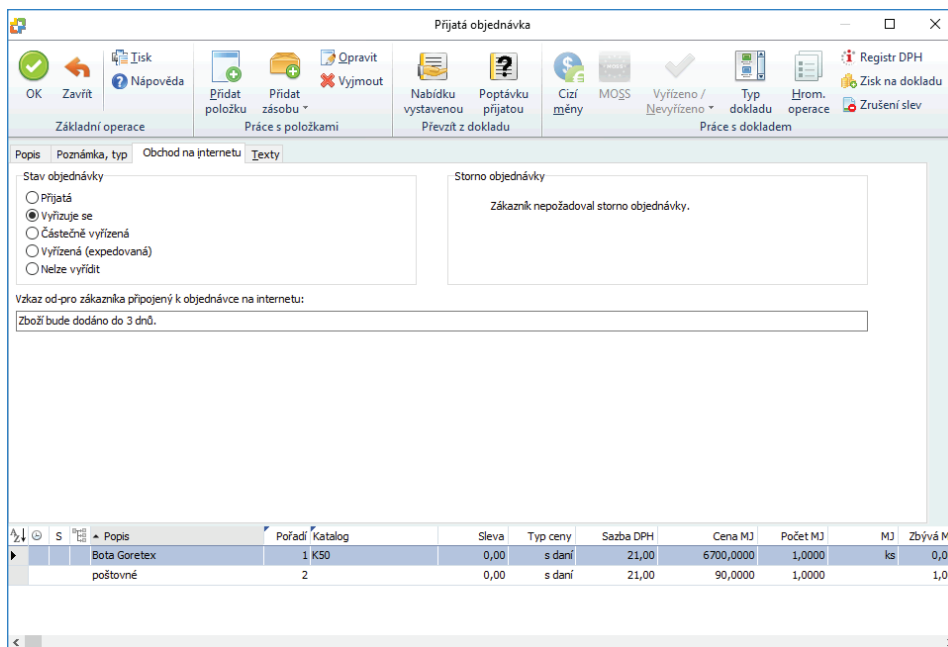 Přijatá objednávka
OK
Zavřít
Tisk
Nápověda
Základní operace
Přidat položku
Přidat zásobu
Opravit
Vyjmout
Práce s položkami
Nabídku vystavenou
Poptávku přijatou
Převzít z dokladu
Cizí měny
MOSS
Vyřízeno / Nevyřízeno
Typ dokladu
Hrom. operace
Registr DPH
Zisk na dokladu
Zrušení slev
Práce s dokladem
Popis Poznámka, typ Obchod na internetu Texty
Stav objednávky
Přijatá
Vyřizuje se
Částečně vyřízená
Vyřízená (expedovaná)
Nelze vyřídit
Storno objednávky
Zákazník nepožadoval storno objednávky.
Vzkaz od-pro zákazníka připojený k objednávce na internetu:
Zboží bude dodáno do 3 dnů.
S Popis Pořadí Katalog Sleva Typ ceny Sazba DPH Cena MJ Počet MJ MJ Zbývá M
Bota Goretex 1 K50 0,00 s daní 21,00 6700,0000 1,0000 ks 0,0
poštovné 2 0,00 s daní 21,00 90,0000 1,0000 1,0